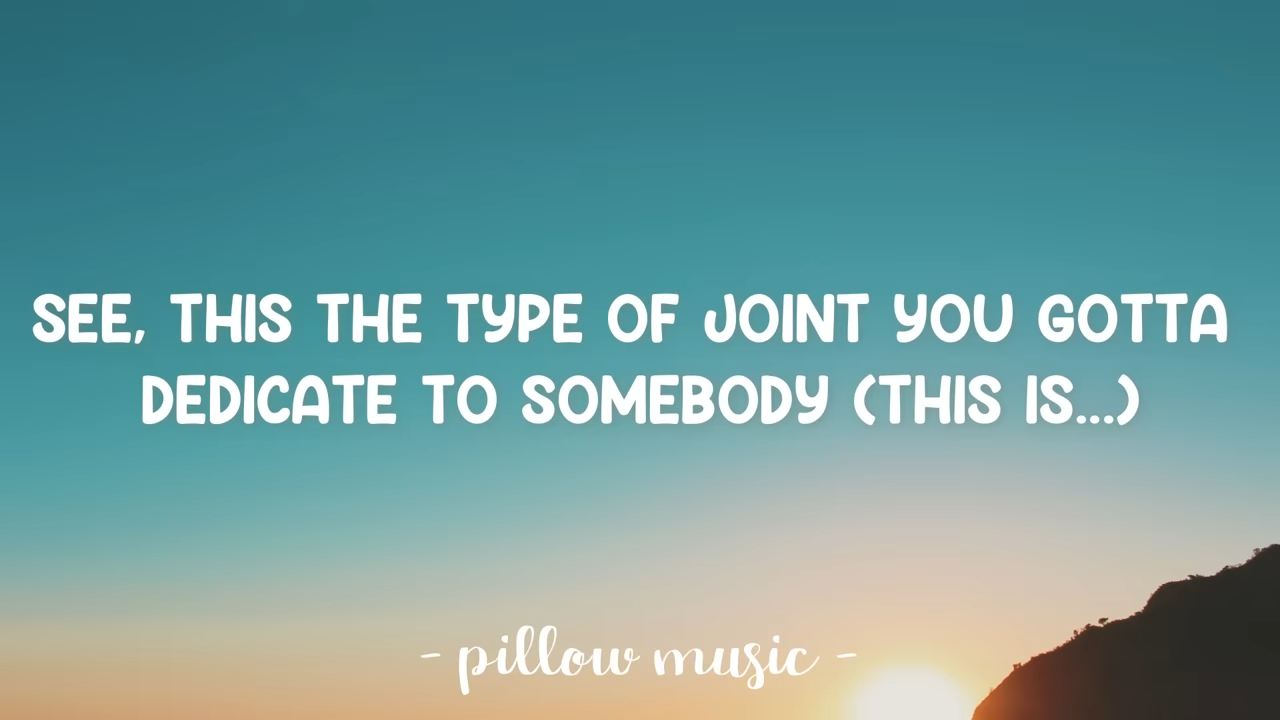 SEE, THIS THE TYPE OF JOINT YOU GOTTA
DEDICATE TO SOMEBODY (THIS IS...)
- pillow music -